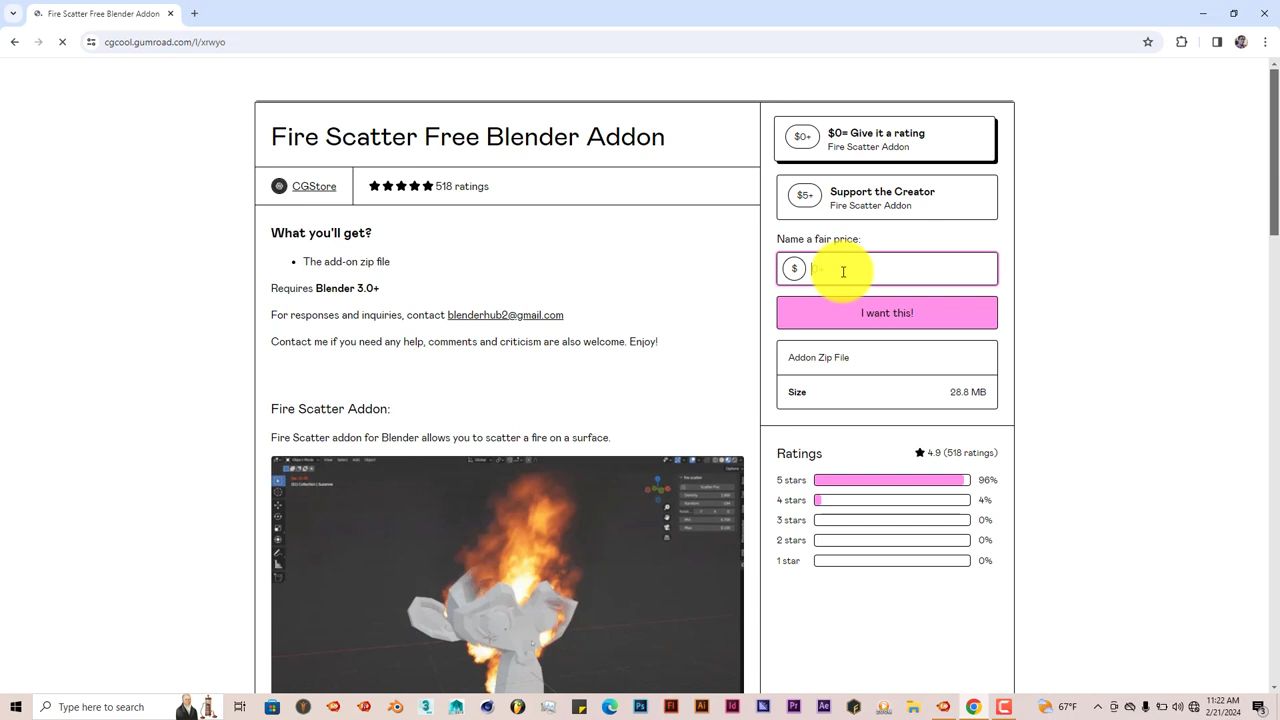 Fire Scatter Free Blender Addon
cgcool.gumroad.com/l/xrwyo
Fire Scatter Free Blender Addon
CGStore
518 ratings
What you'll get?
• The add-on zip file
Requires Blender 3.0+
For responses and inquiries, contact blenderhub2@gmail.com
Contact me if you need any help, comments and criticism are also welcome. Enjoy!
Fire Scatter Addon:
Fire Scatter addon for Blender allows you to scatter a fire on a surface.
$0+
$0= Give it a rating
Fire Scatter Addon
$5+
Support the Creator
Fire Scatter Addon
Name a fair price:
$
I want this!
Addon Zip File
Size 28.8 MB
Ratings
4.9 (518 ratings)
5 stars 96%
4 stars 4%
3 stars 0%
2 stars 0%
1 star 0%
Type here to search
67°F
11:22 AM
2/21/2024